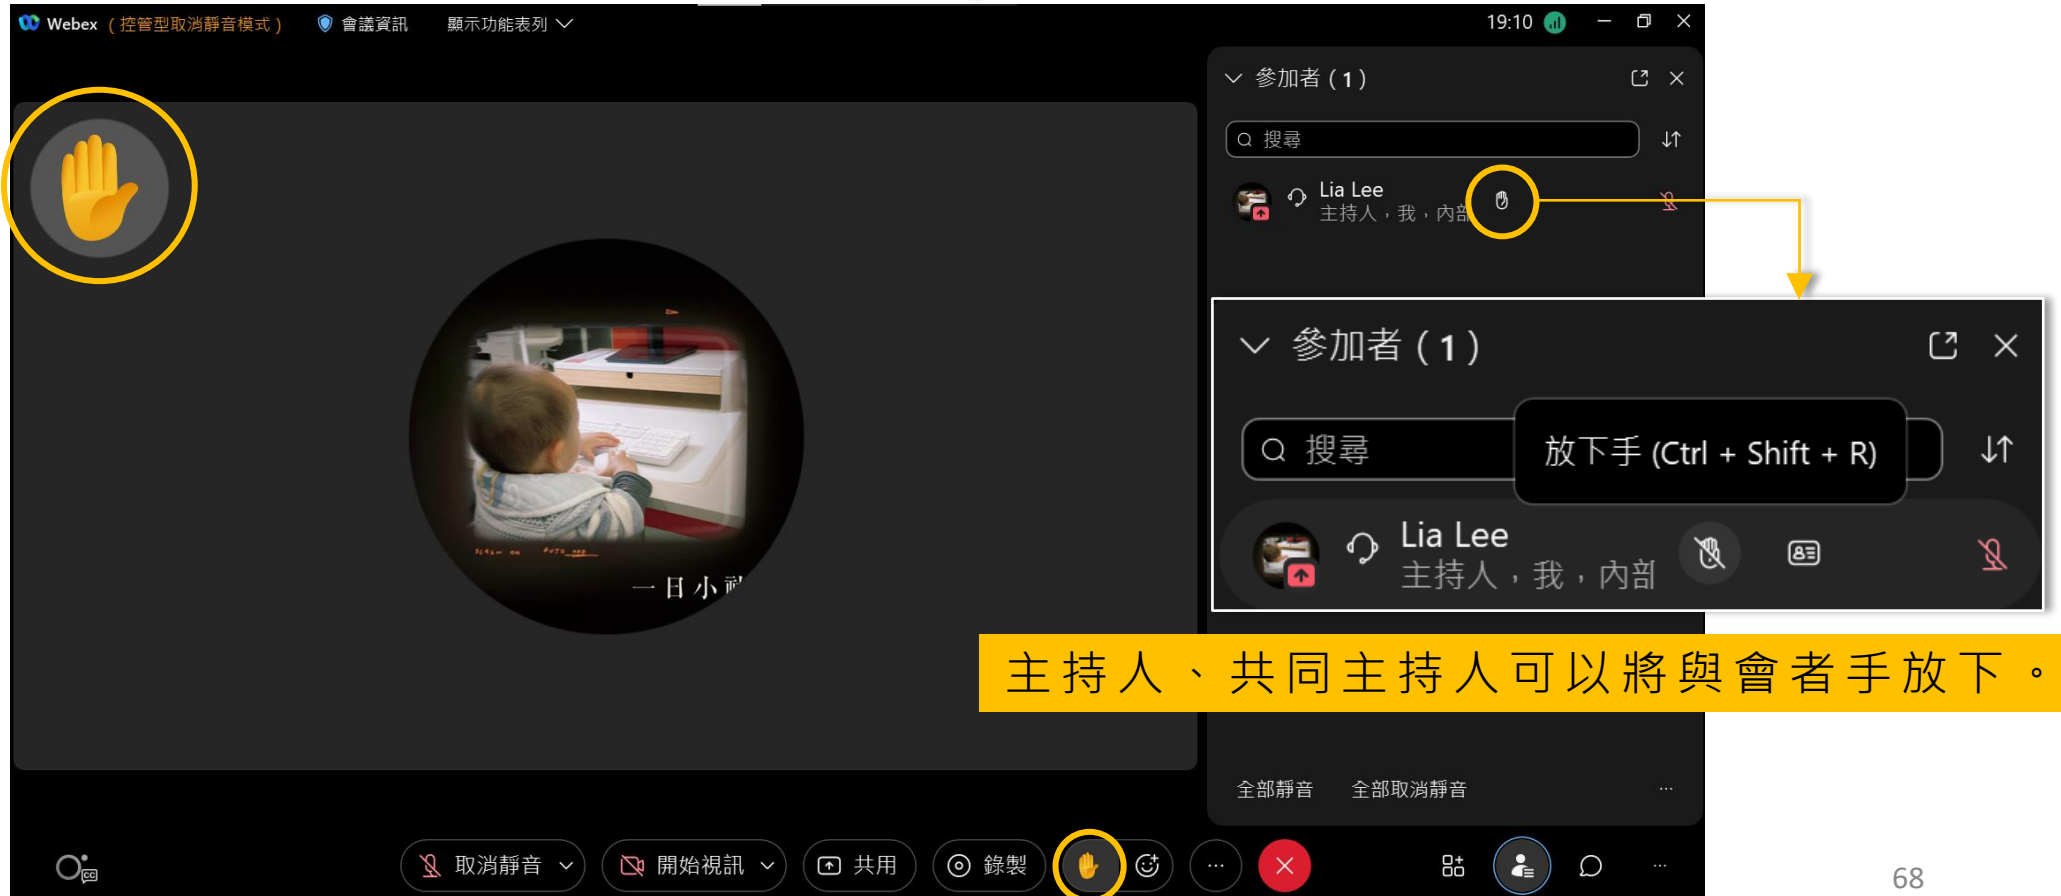 Webex (控管型取消靜音模式) 會議資訊 顯示功能表列 19:10
參加者 (1)
搜尋
Lia Lee
主持人,我,內部
參加者 (1)
搜尋
放下手 (Ctrl + Shift + R)
Lia Lee
主持人,我,內部
一日小
主持人、共同主持人可以將與會者手放下。
全部靜音 全部取消靜音 ...
CC 取消靜音 開始視訊 共用 錄製 ... ...
68